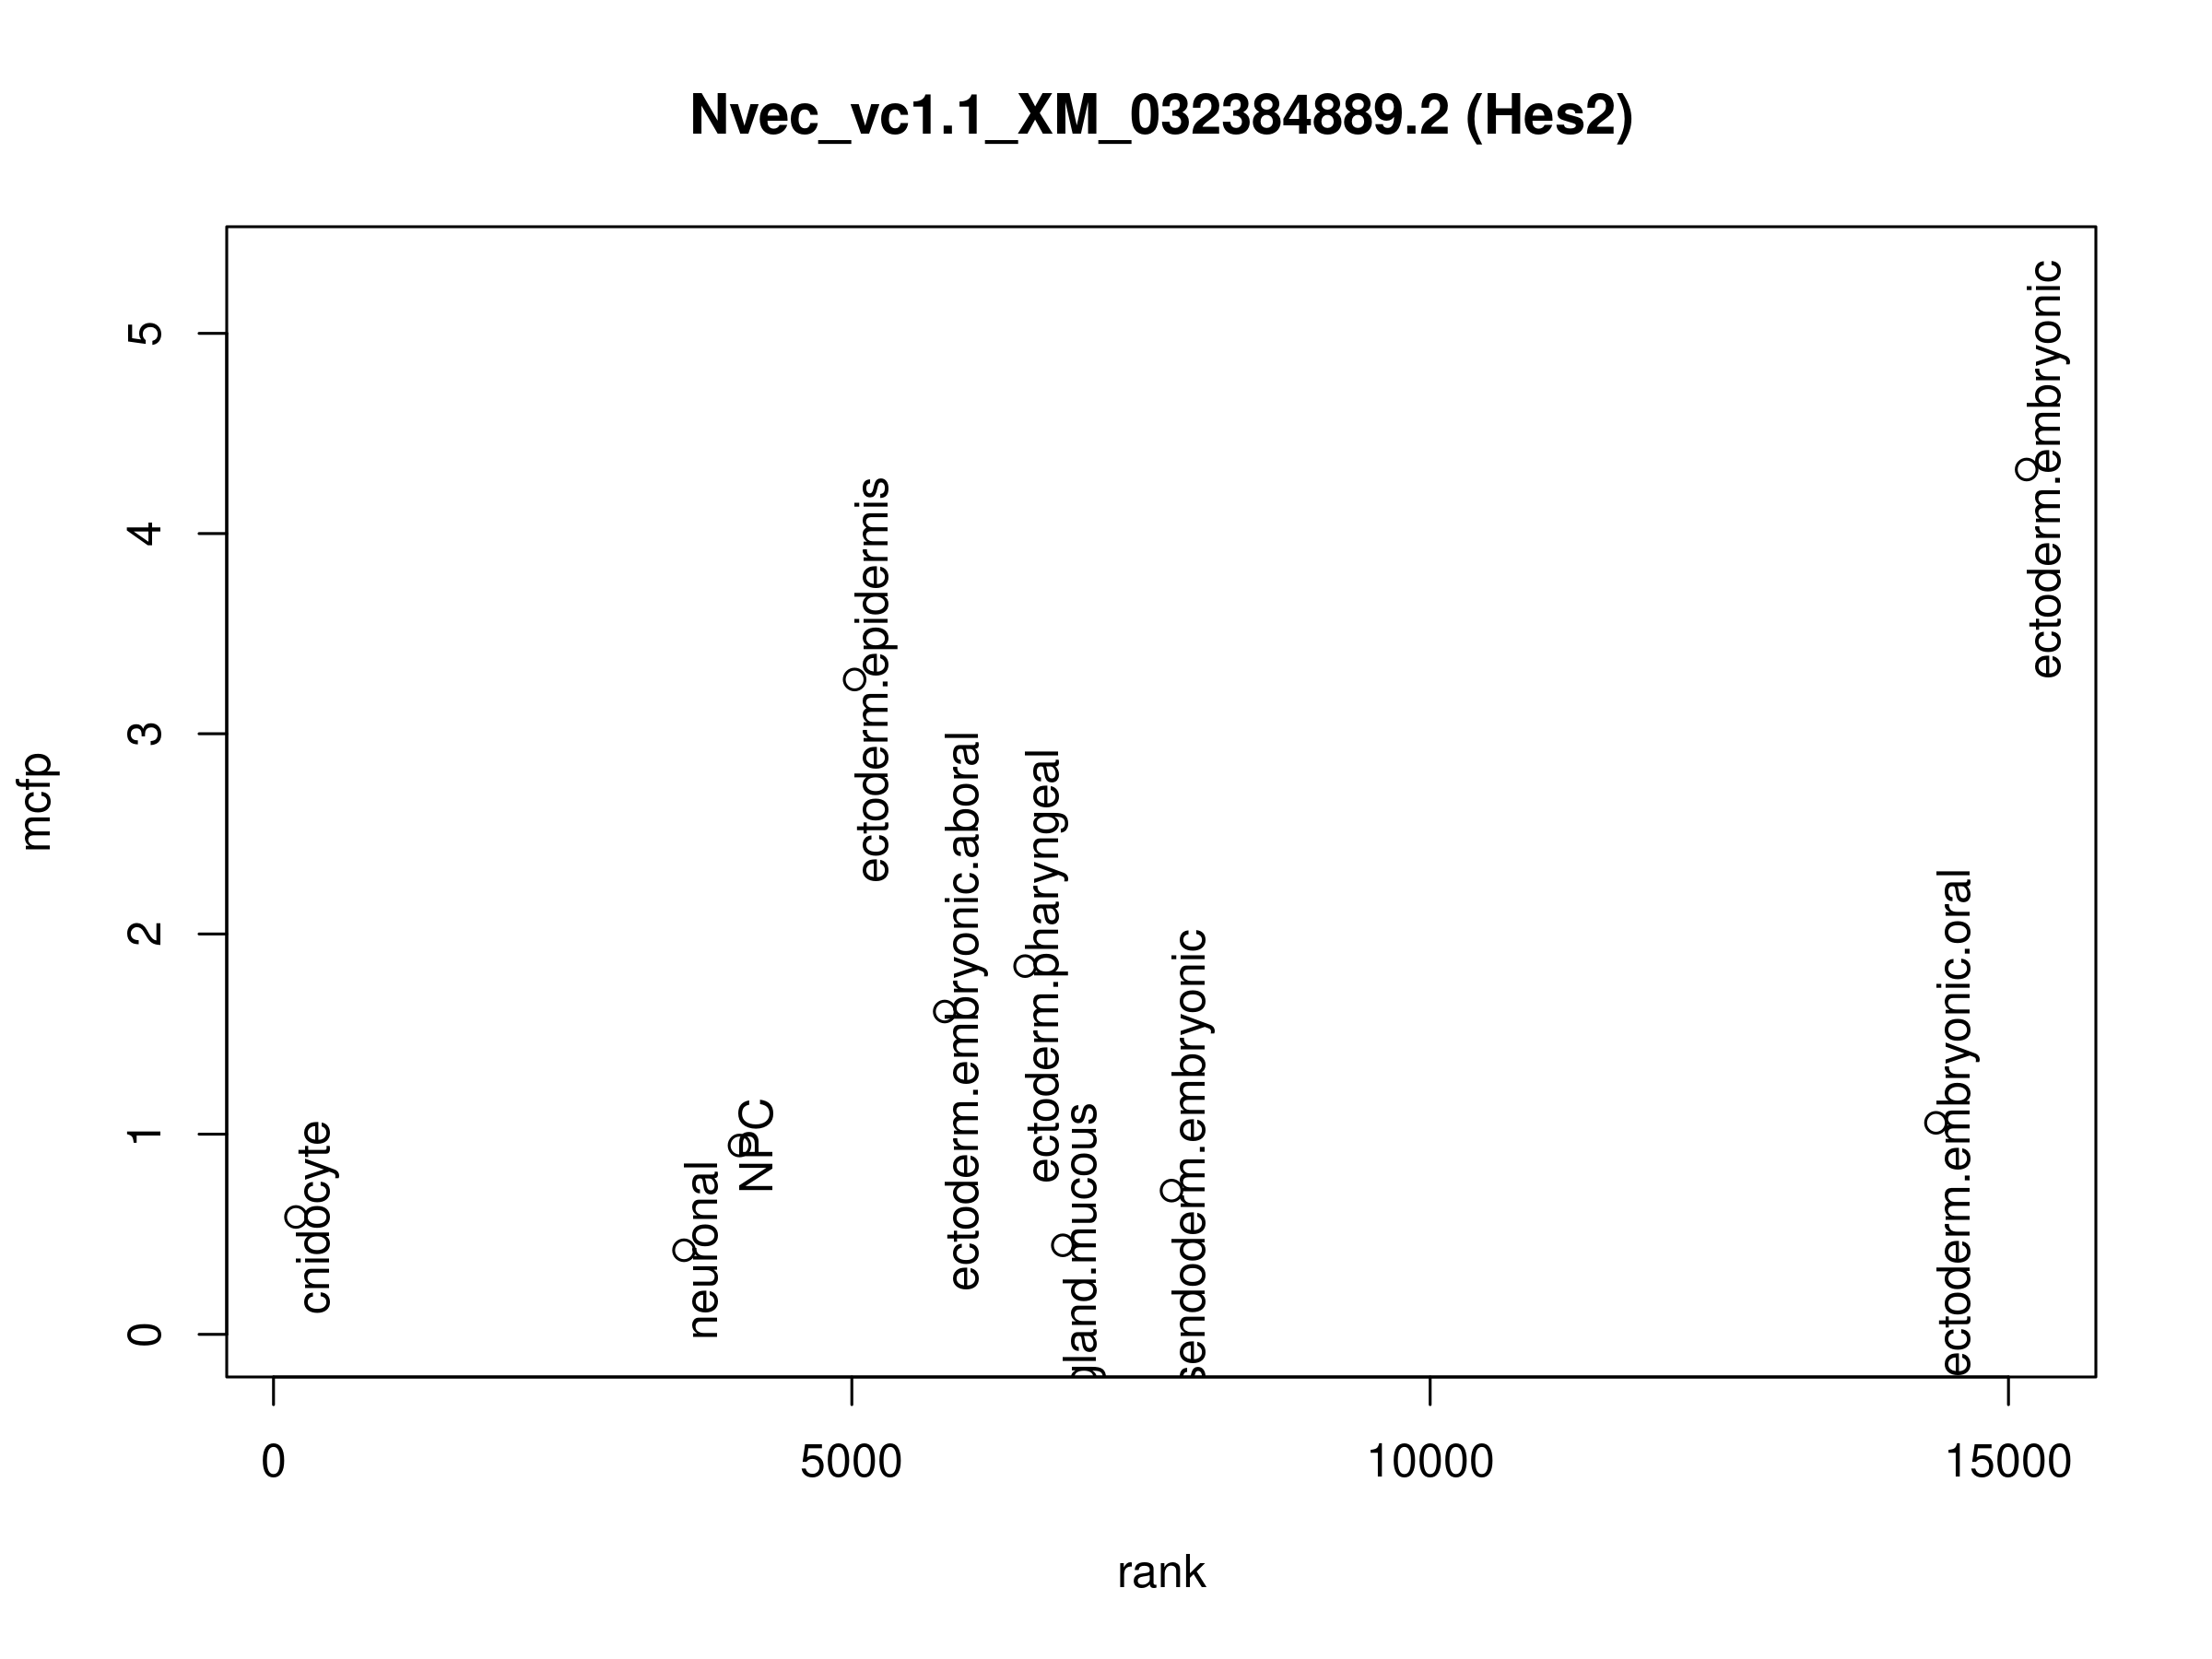 Nvec_vc1.1_XM_032384889.2 (Hes2)
mcfp
5
4
3
2
1
0
cnidocyte
neuronal
NPC
ectoderm.epidermis
ectoderm.embryonic.aboral
ectoderm.pharyngeal
gland.mucous
endoderm.embryonic
ectoderm.embryonic.oral
ectoderm.embryonic
0
5000
10000
15000
rank